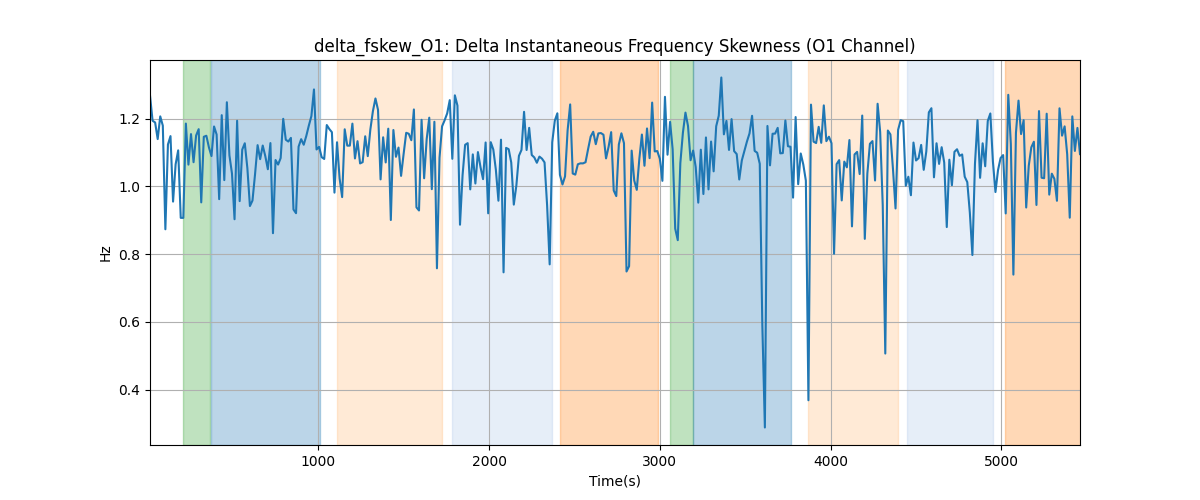 delta_fskew_O1: Delta Instantaneous Frequency Skewness (O1 Channel)
Hz
1.2
1.0
0.8
0.6
0.4
1000 2000 3000 4000 5000
Time(s)